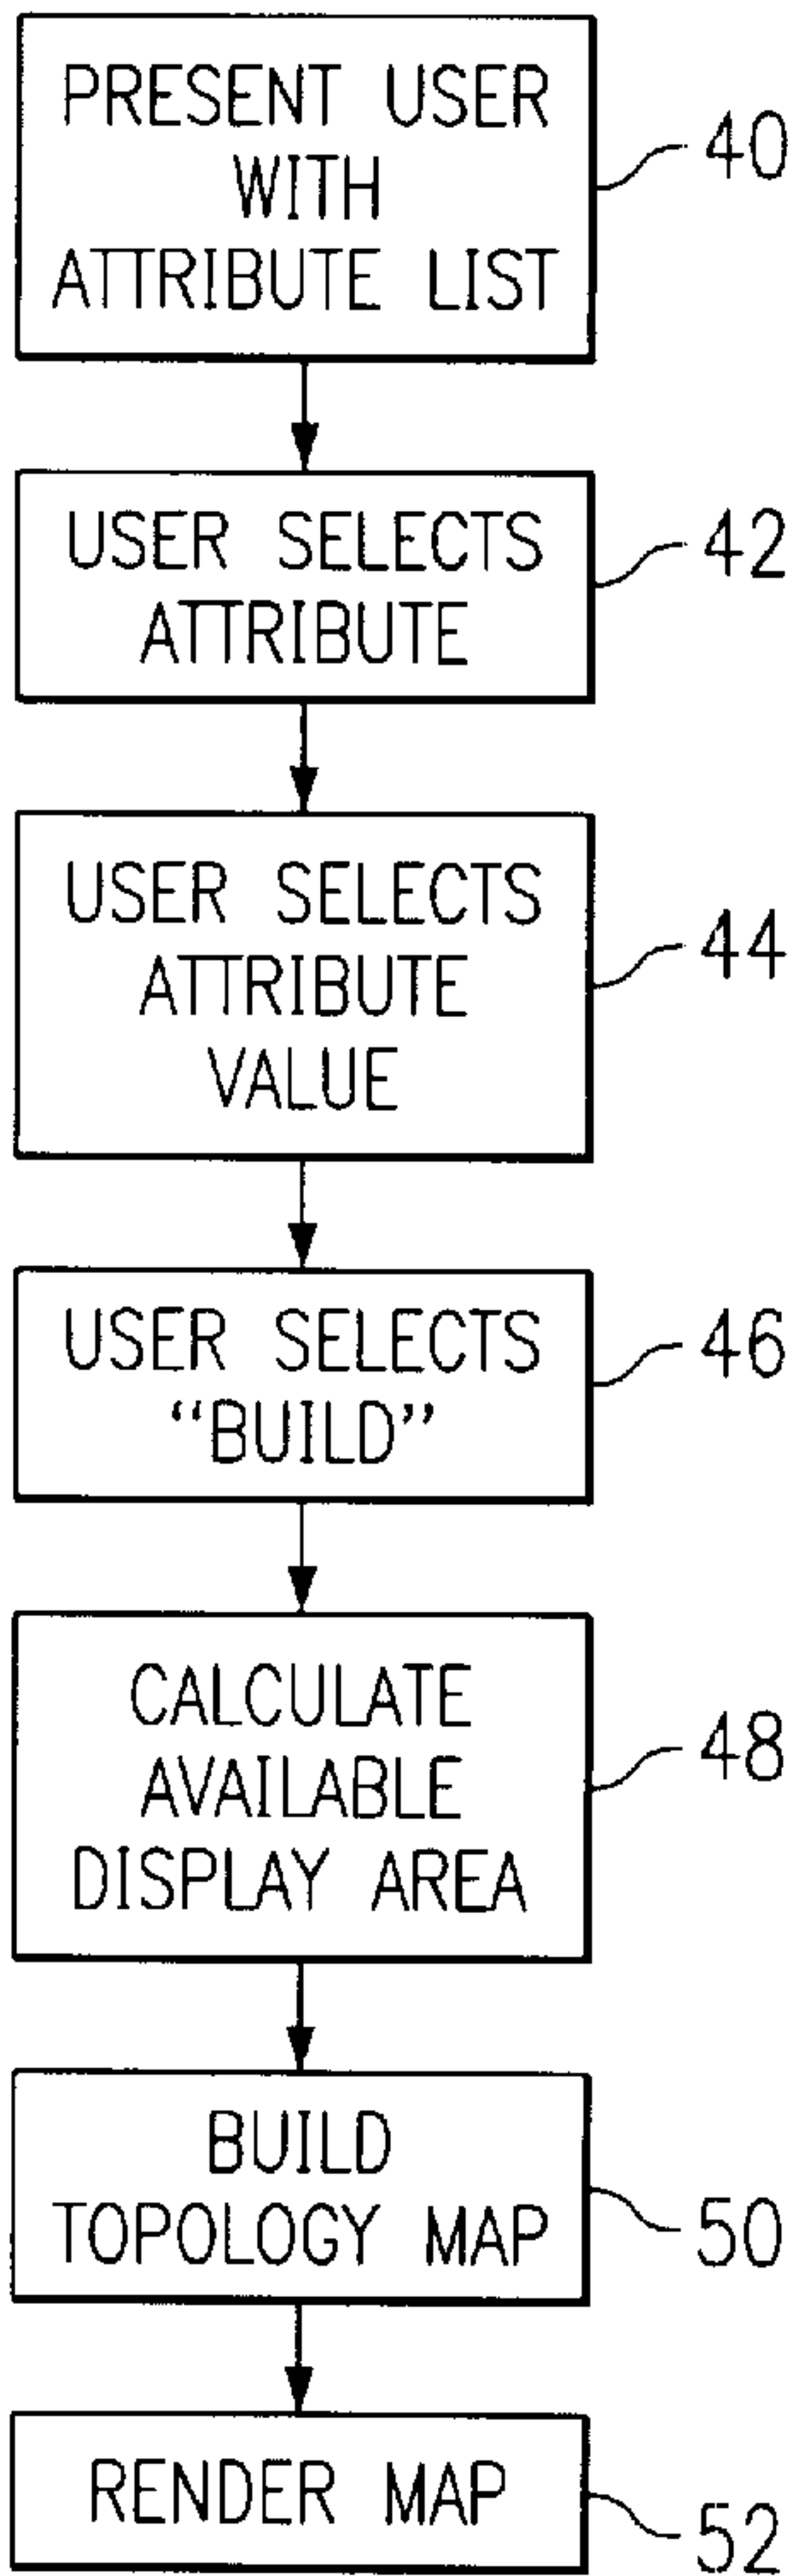 PRESENT USER
WITH
ATTRIBUTE LIST
40
USER SELECTS
ATTRIBUTE
42
USER SELECTS
ATTRIBUTE
VALUE
44
USER SELECTS
“BUILD”
46
CALCULATE
AVAILABLE
DISPLAY AREA
48
BUILD
TOPOLOGY MAP
50
RENDER MAP
52